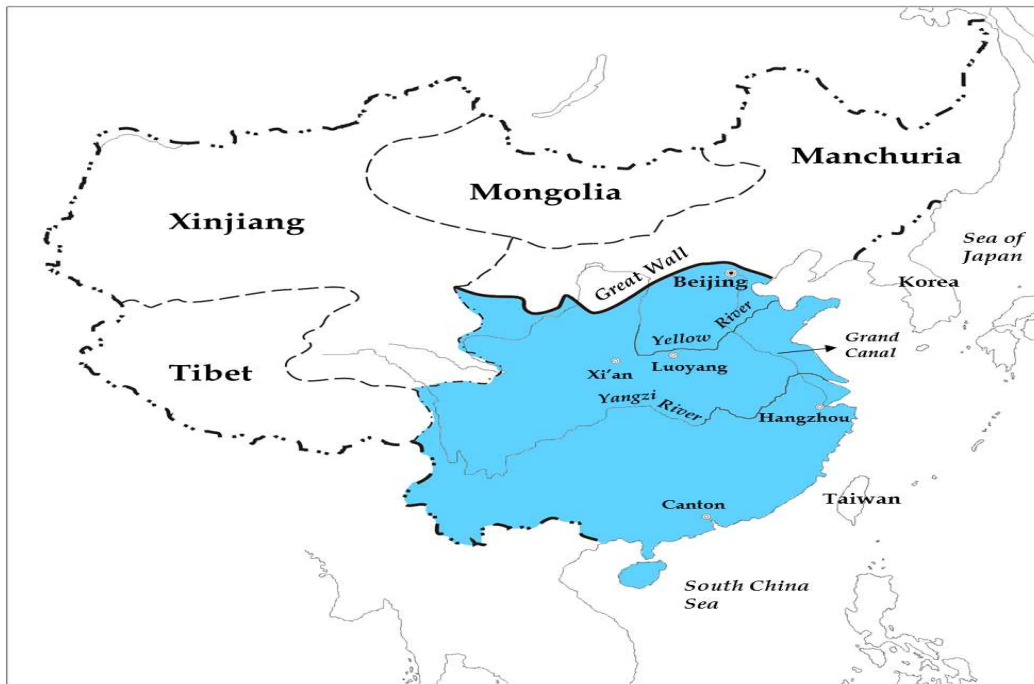 Manchuria
Mongolia
Xinjiang
Sea of
Japan
Great Wall
Beijing
Korea
Yellow River
Grand
Canal
Tibet
Xi'an
Luoyang
Yangzi River
Hangzhou
Taiwan
Canton
South China
Sea